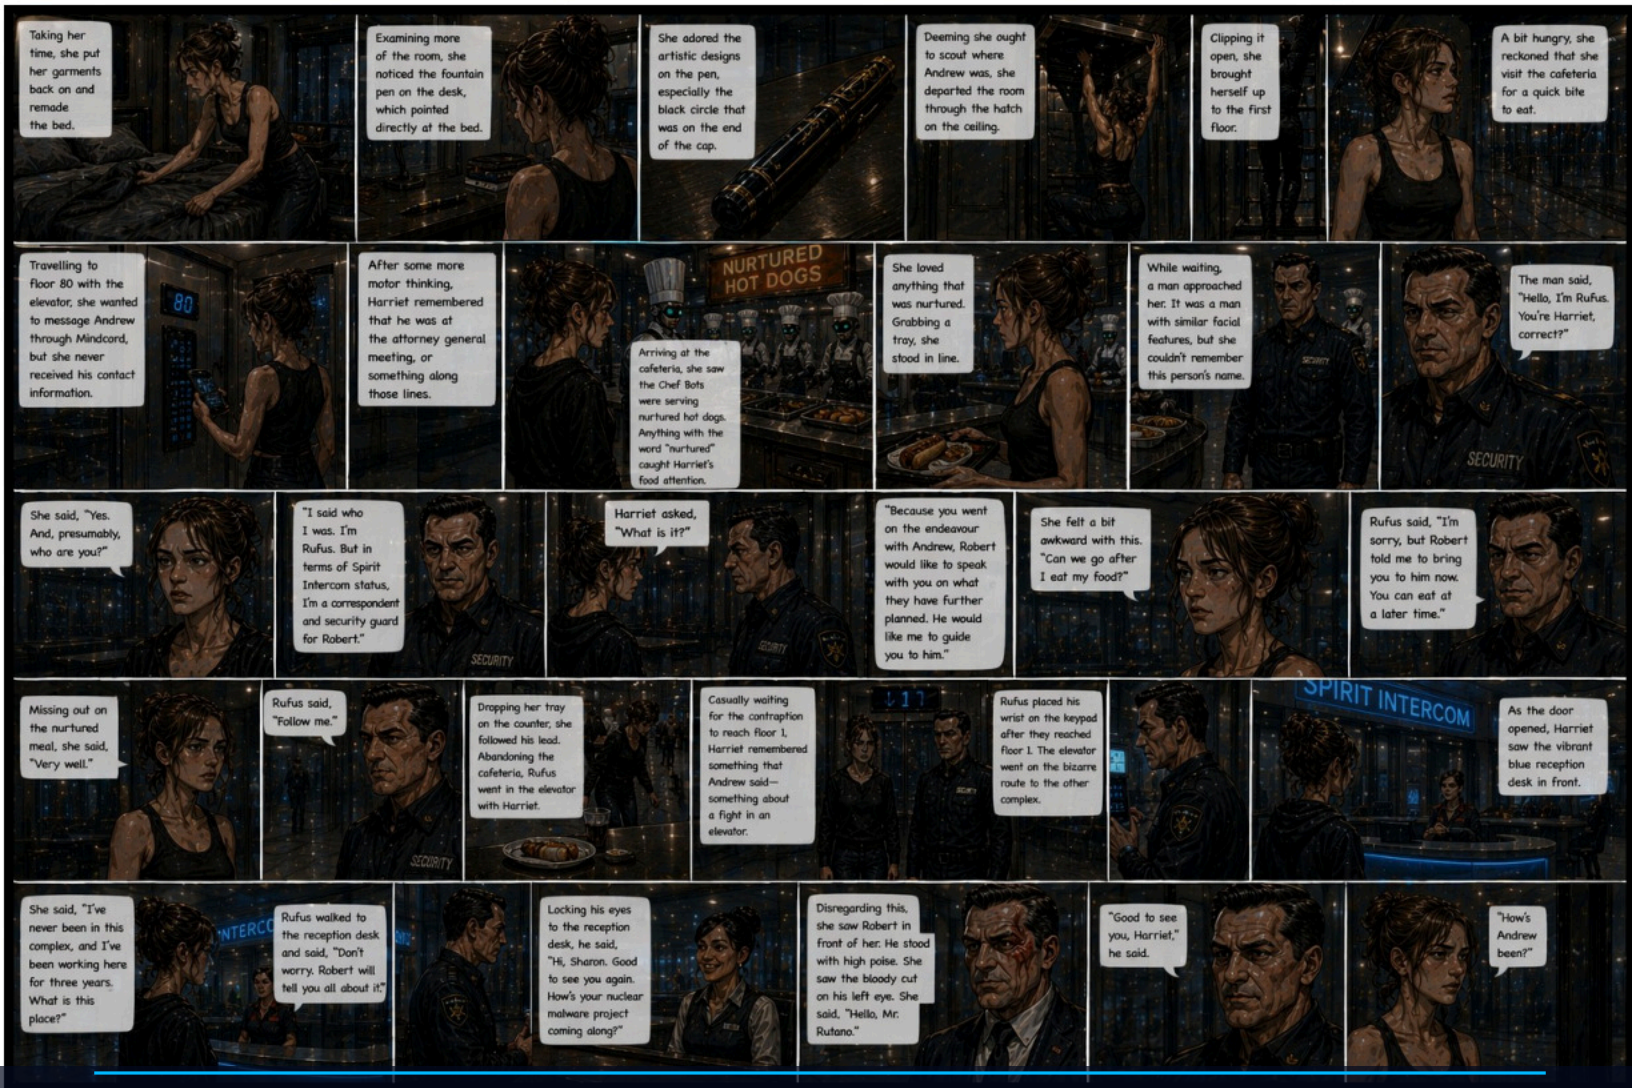 Taking her
time, she put
her garments
back on and
remade
the bed.
Examining more
of the room, she
noticed the fountain
pen on the desk,
which pointed
directly at the bed.
She adored the
artistic designs
on the pen,
especially the
black circle that
was on the end
of the cap.
Deeming she ought
to scout where
Andrew was, she
departed the room
through the hatch
on the ceiling.
Clipping it
open, she
brought
herself up
to the first
floor.
A bit hungry, she
reckoned that she
visit the cafeteria
for a quick bite
to eat.
Travelling to
floor 80 with the
elevator, she wanted
to message Andrew
through Mindcord,
but she never
received his contact
information.
80
After some more
motor thinking,
Harriet remembered
that he was at
the attorney general
meeting, or
something along
those lines.
NURTURED
HOT DOGS
Arriving at the
cafeteria, she saw
the Chef Bots
were serving
nurtured hot dogs.
Anything with the
word "nurtured"
caught Harriet's
food attention.
She loved
anything that
was nurtured.
Grabbing a
tray, she
stood in line.
While waiting,
a man approached
her. It was a man
with similar facial
features, but she
couldn't remember
this person's name.
SECURITY
The man said,
"Hello, I'm Rufus.
You're Harriet,
correct?"
SECURITY
She said, "Yes.
And, presumably,
who are you?"
"I said who
I was. I'm
Rufus. But in
terms of Spirit
Intercom status,
I'm a correspondent
and security guard
for Robert."
SECURITY
Harriet asked,
"What is it?"
SECURITY
"Because you went
on the endeavour
with Andrew, Robert
would like to speak
with you on what
they have further
planned. He would
like me to guide
you to him."
She felt a bit
awkward with this.
"Can we go after
I eat my food?"
Rufus said, "I'm
sorry, but Robert
told me to bring
you to him now.
You can eat at
a later time."
Missing out on
the nurtured
meal, she said,
"Very well."
Rufus said,
"Follow me."
SECURITY
Dropping her tray
on the counter, she
followed his lead.
Abandoning the
cafeteria, Rufus
went in the elevator
with Harriet.
Casually waiting
for the contraption
to reach floor 1,
Harriet remembered
something that
Andrew said—
something about
a fight in an
elevator.
↓17
Rufus placed his
wrist on the keypad
after they reached
floor 1. The elevator
went on the bizarre
route to the other
complex.
SPIRIT INTERCOM
As the door
opened, Harriet
saw the vibrant
blue reception
desk in front.
She said, "I've
never been in this
complex, and I've
been working here
for three years.
What is this
place?"
INTERCO
Rufus walked to
the reception desk
and said, "Don't
worry. Robert will
tell you all about it."
Locking his eyes
to the reception
desk, he said,
"Hi, Sharon. Good
to see you again.
How's your nuclear
malware project
coming along?"
Disregarding this,
she saw Robert in
front of her. He stood
with high poise. She
saw the bloody cut
on his left eye. She
said, "Hello, Mr.
Rutano."
"Good to see
you, Harriet,"
he said.
"How's
Andrew
been?"